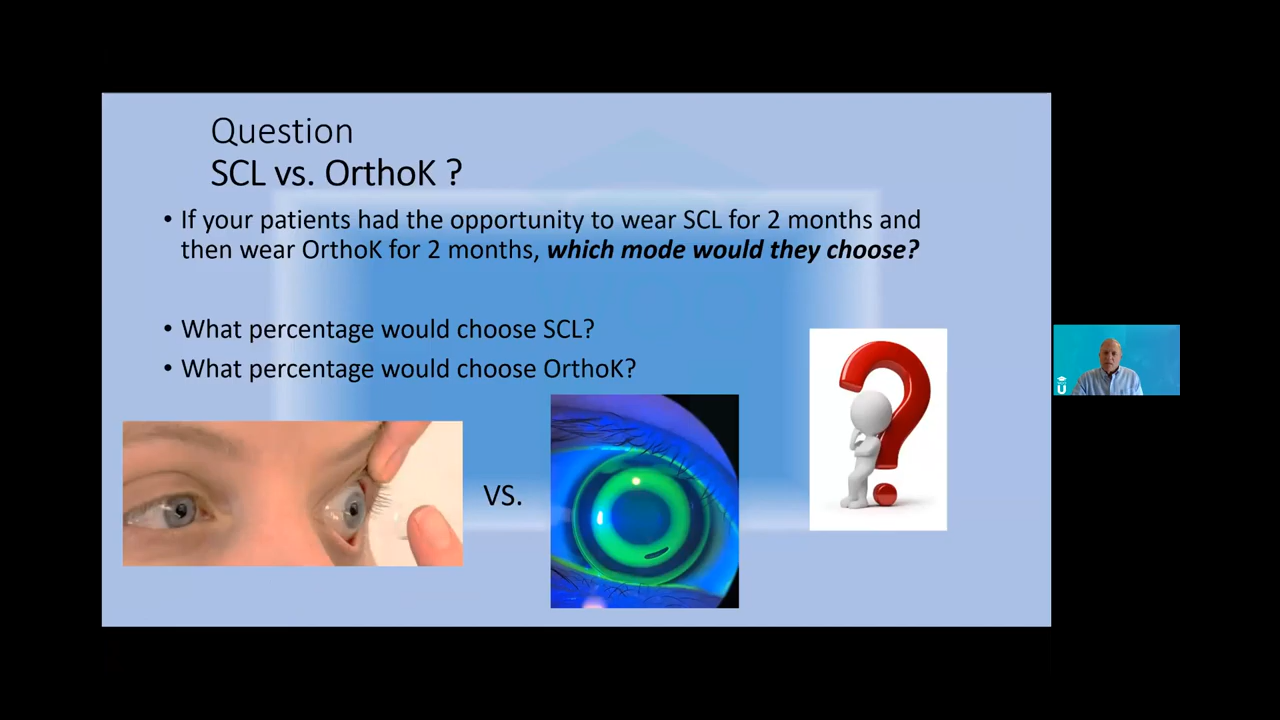 Question
SCL vs. OrthoK ?
• If your patients had the opportunity to wear SCL for 2 months and
then wear OrthoK for 2 months, which mode would they choose?
• What percentage would choose SCL?
• What percentage would choose OrthoK?
VS.
?
U